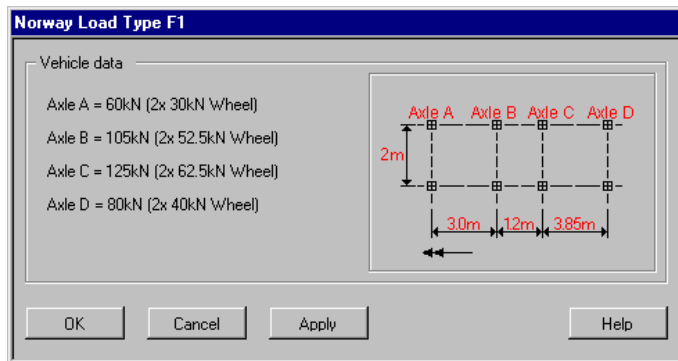 Norway Load Type F1
Vehicle data
Axle A = 60kN (2x 30kN Wheel)
Axle B = 105kN (2x 52.5kN Wheel)
Axle C = 125kN (2x 62.5kN Wheel)
Axle D = 80kN (2x 40kN Wheel)
Axle A Axle B Axle C Axle D
2m
3.0m 1.2m 3.85m
OK Cancel Apply Help